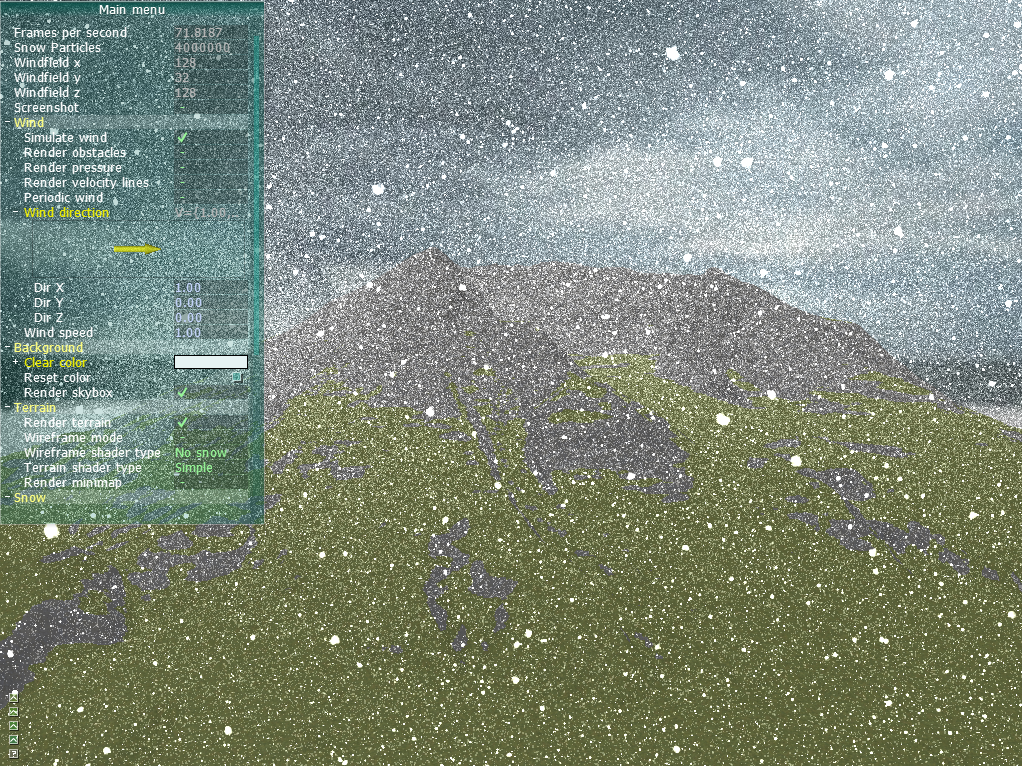 Main menu
Frames per second 71.8187
Snow Particles 4000000
Windfield x 128
Windfield y 32
Windfield z 128
Screenshot
- Wind
Simulate wind ✓
Render obstacles -
Render pressure -
Render velocity lines -
Periodic wind -
- Wind direction
Dir X 1.00
Dir Y 0.00
Dir Z 0.00
Wind speed 1.00
- Background
+ Clear color
Reset color
Render skybox ✓
- Terrain
Render terrain ✓
Wireframe mode -
Wireframe shader type No snow
Terrain shader type Simple
Render minimap -
- Snow